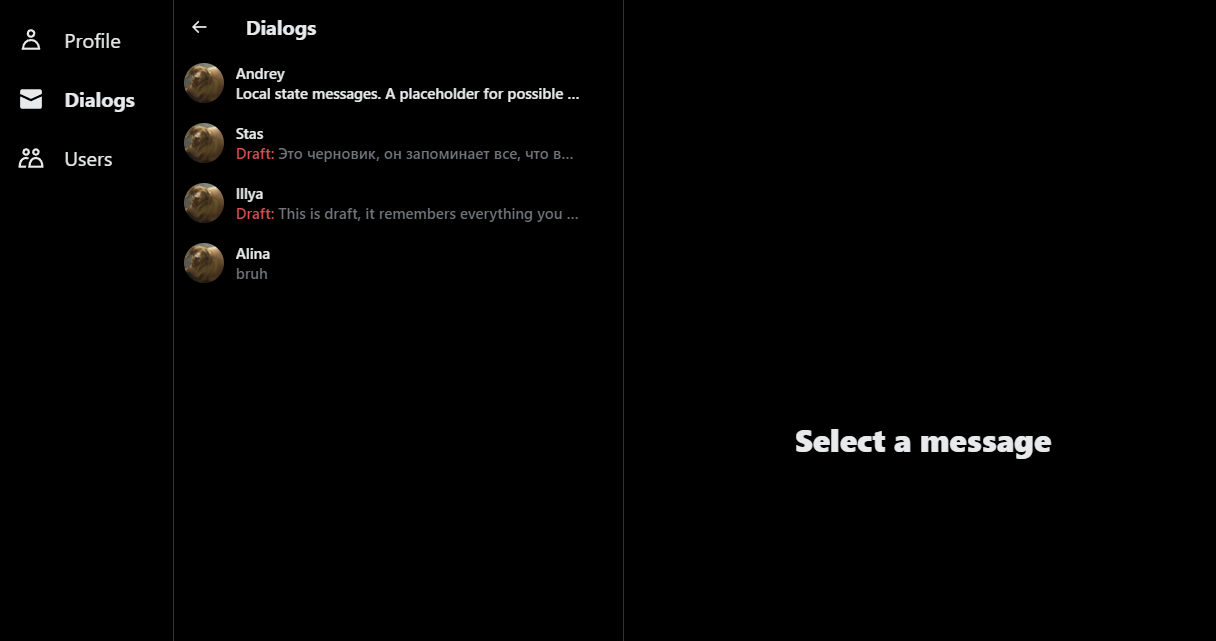 Profile
Dialogs
Users
Dialogs
Andrey
Local state messages. A placeholder for possible ...
Stas
Draft: Это черновик, он запоминает все, что в...
Illya
Draft: This is draft, it remembers everything you ...
Alina
bruh
Select a message